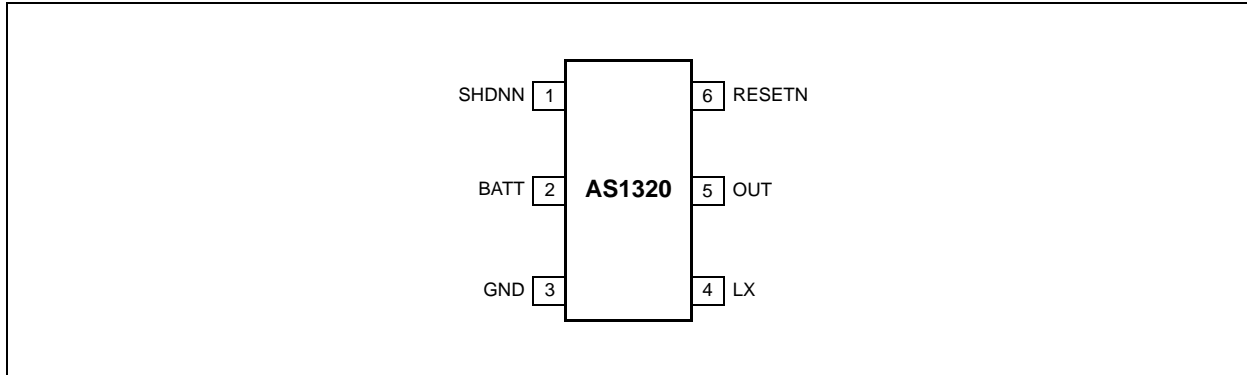 SHDNN 1 6 RESETN
BATT 2 AS1320 5 OUT
GND 3 4 LX